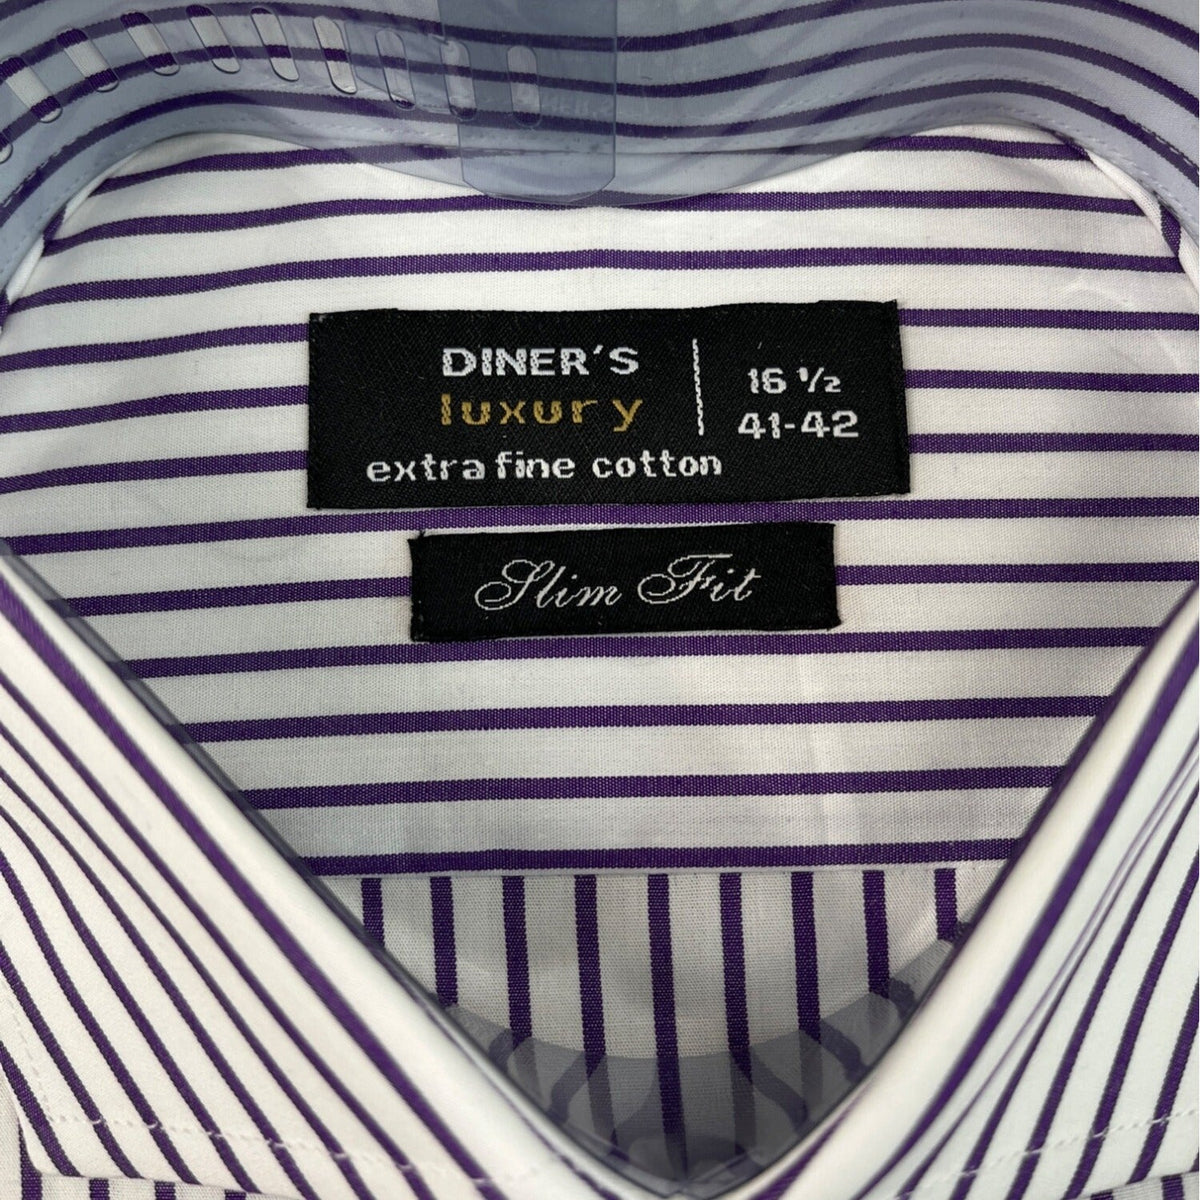 DINER'S
luxury
extra fine cotton
16 ½
41-42
Slim Fit